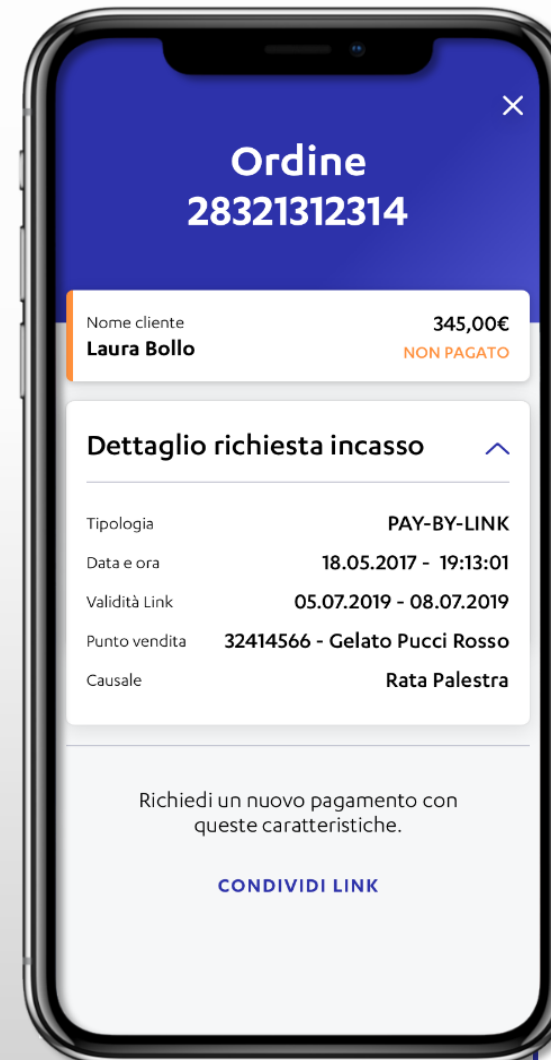 Ordine
28321312314
Nome cliente
345,00€
Laura Bollo
NON PAGATO
Dettaglio richiesta incasso
Tipologia
PAY-BY-LINK
Data e ora
18.05.2017 - 19:13:01
Validità Link
05.07.2019 - 08.07.2019
Punto vendita
32414566 - Gelato Pucci Rosso
Causale
Rata Palestra
Richiedi un nuovo pagamento con
queste caratteristiche.
CONDIVIDI LINK